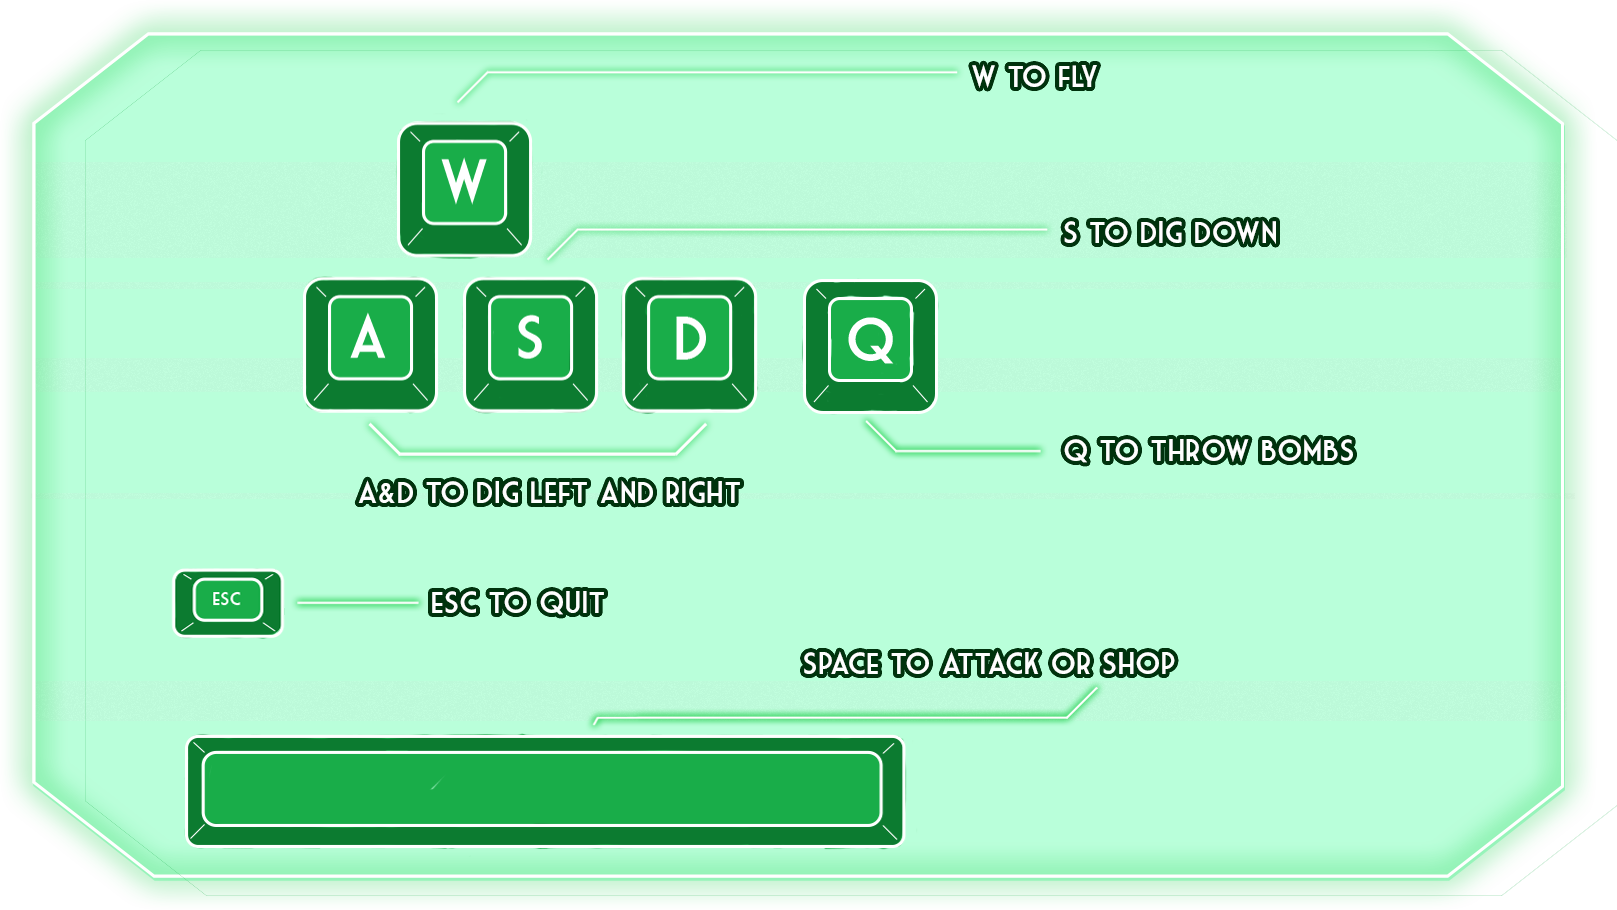 W TO FLY
W
S TO DIG DOWN
A S D Q
Q TO THROW BOMBS
A&D TO DIG LEFT AND RIGHT
ESC
ESC TO QUIT
SPACE TO ATTACK OR SHOP